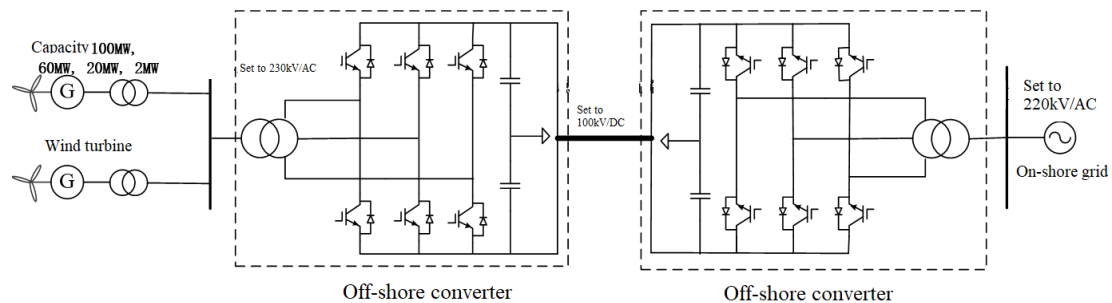 Capacity 100MW,
60MW, 20MW, 2MW
G
Wind turbine
G
Set to 230kV/AC
Off-shore converter
Set to
100kV/DC
Off-shore converter
Set to
220kV/AC
On-shore grid